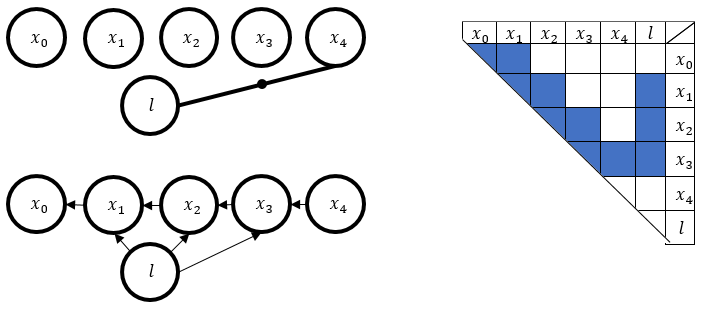 x₀ x₁ x₂ x₃ x₄
l
x₀ x₁ x₂ x₃ x₄
l
x₀ x₁ x₂ x₃ x₄ l
x₀
x₁
x₂
x₃
x₄
l